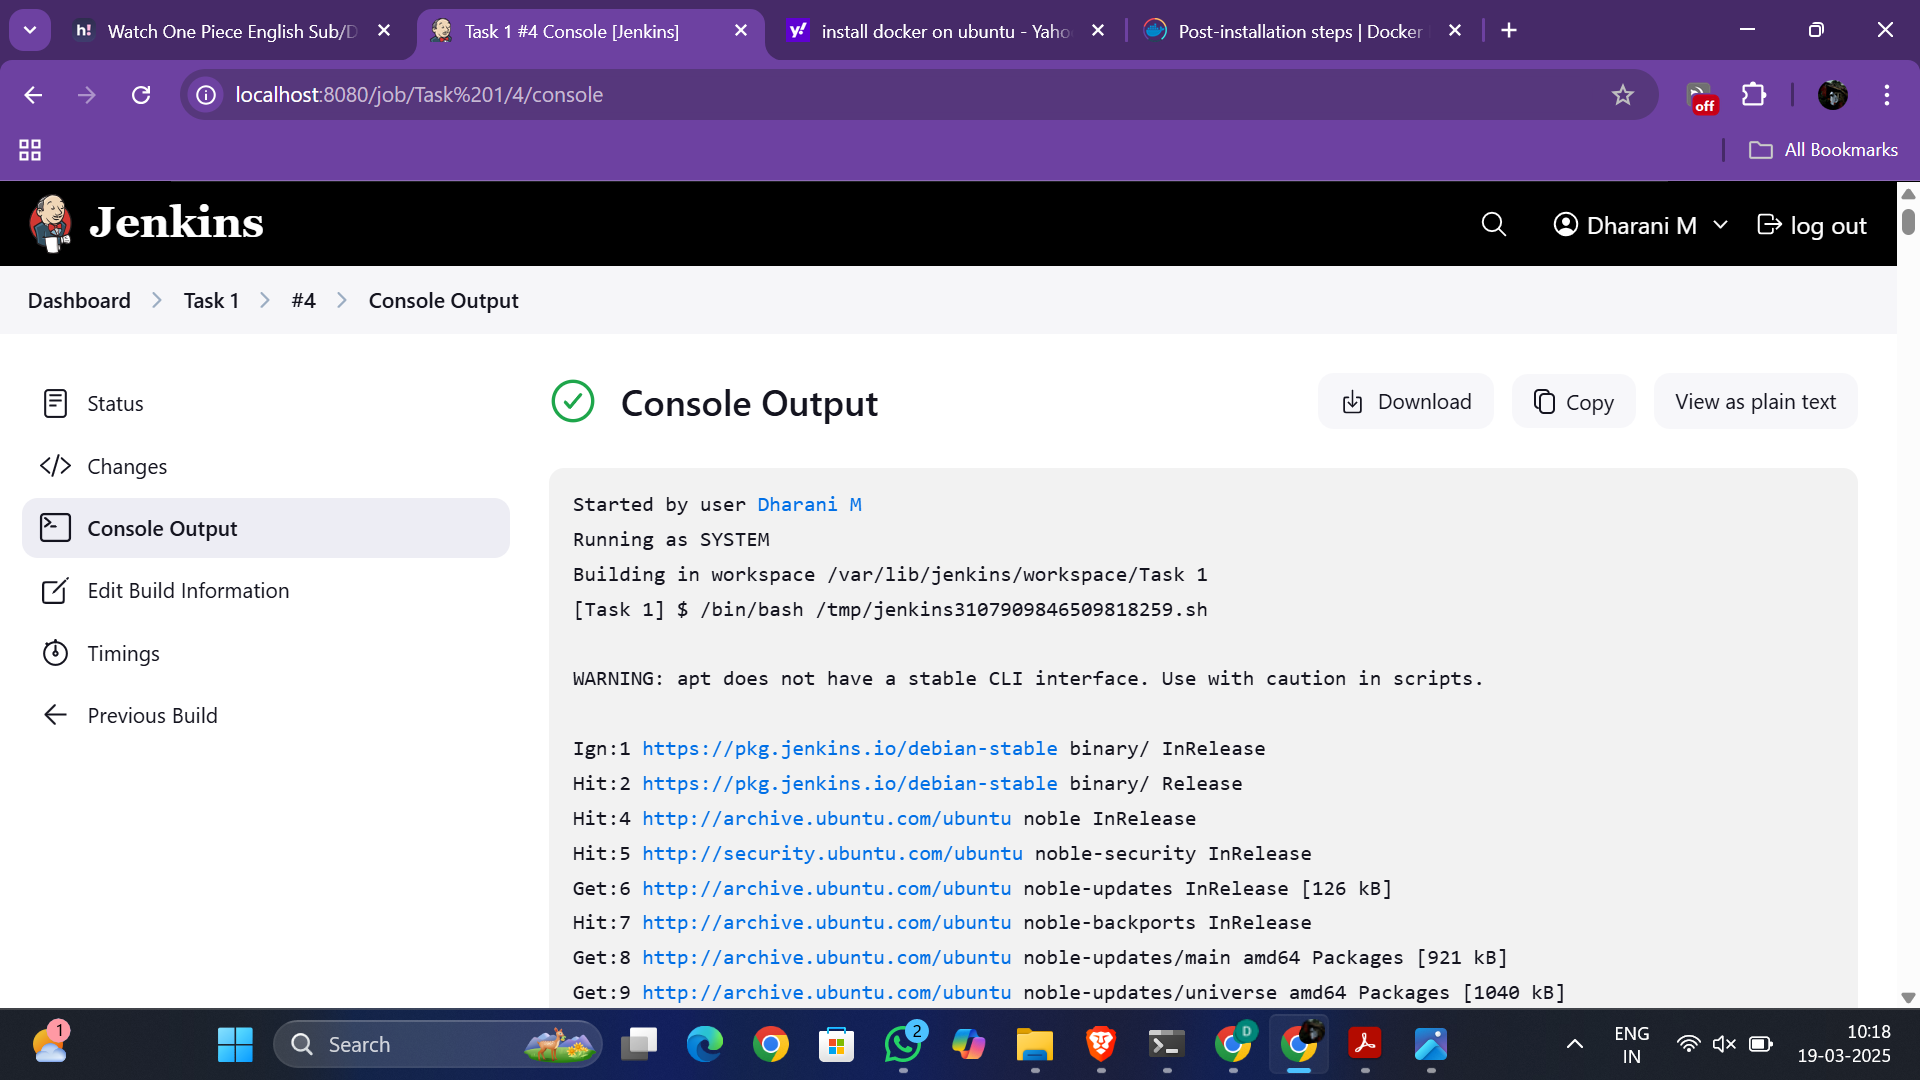 h!
Watch One Piece English Sub/D
Task 1 #4 Console [Jenkins]
y!
install docker on ubuntu - Yaho
Post-installation steps | Docker
localhost:8080/job/Task%201/4/console
off
All Bookmarks
Jenkins
Dharani M
log out
Dashboard
Task 1
#4
Console Output
Status
Changes
Console Output
Edit Build Information
Timings
Previous Build
Console Output
Download
Copy
View as plain text
Started by user Dharani M
Running as SYSTEM
Building in workspace /var/lib/jenkins/workspace/Task 1
[Task 1] $ /bin/bash /tmp/jenkins3107909846509818259.sh
WARNING: apt does not have a stable CLI interface. Use with caution in scripts.
Ign:1 https://pkg.jenkins.io/debian-stable binary/ InRelease
Hit:2 https://pkg.jenkins.io/debian-stable binary/ Release
Hit:4 http://archive.ubuntu.com/ubuntu noble InRelease
Hit:5 http://security.ubuntu.com/ubuntu noble-security InRelease
Get:6 http://archive.ubuntu.com/ubuntu noble-updates InRelease [126 kB]
Hit:7 http://archive.ubuntu.com/ubuntu noble-backports InRelease
Get:8 http://archive.ubuntu.com/ubuntu noble-updates/main amd64 Packages [921 kB]
Get:9 http://archive.ubuntu.com/ubuntu noble-updates/universe amd64 Packages [1040 kB]
1
Search
2
D
ENG
IN
10:18
19-03-2025